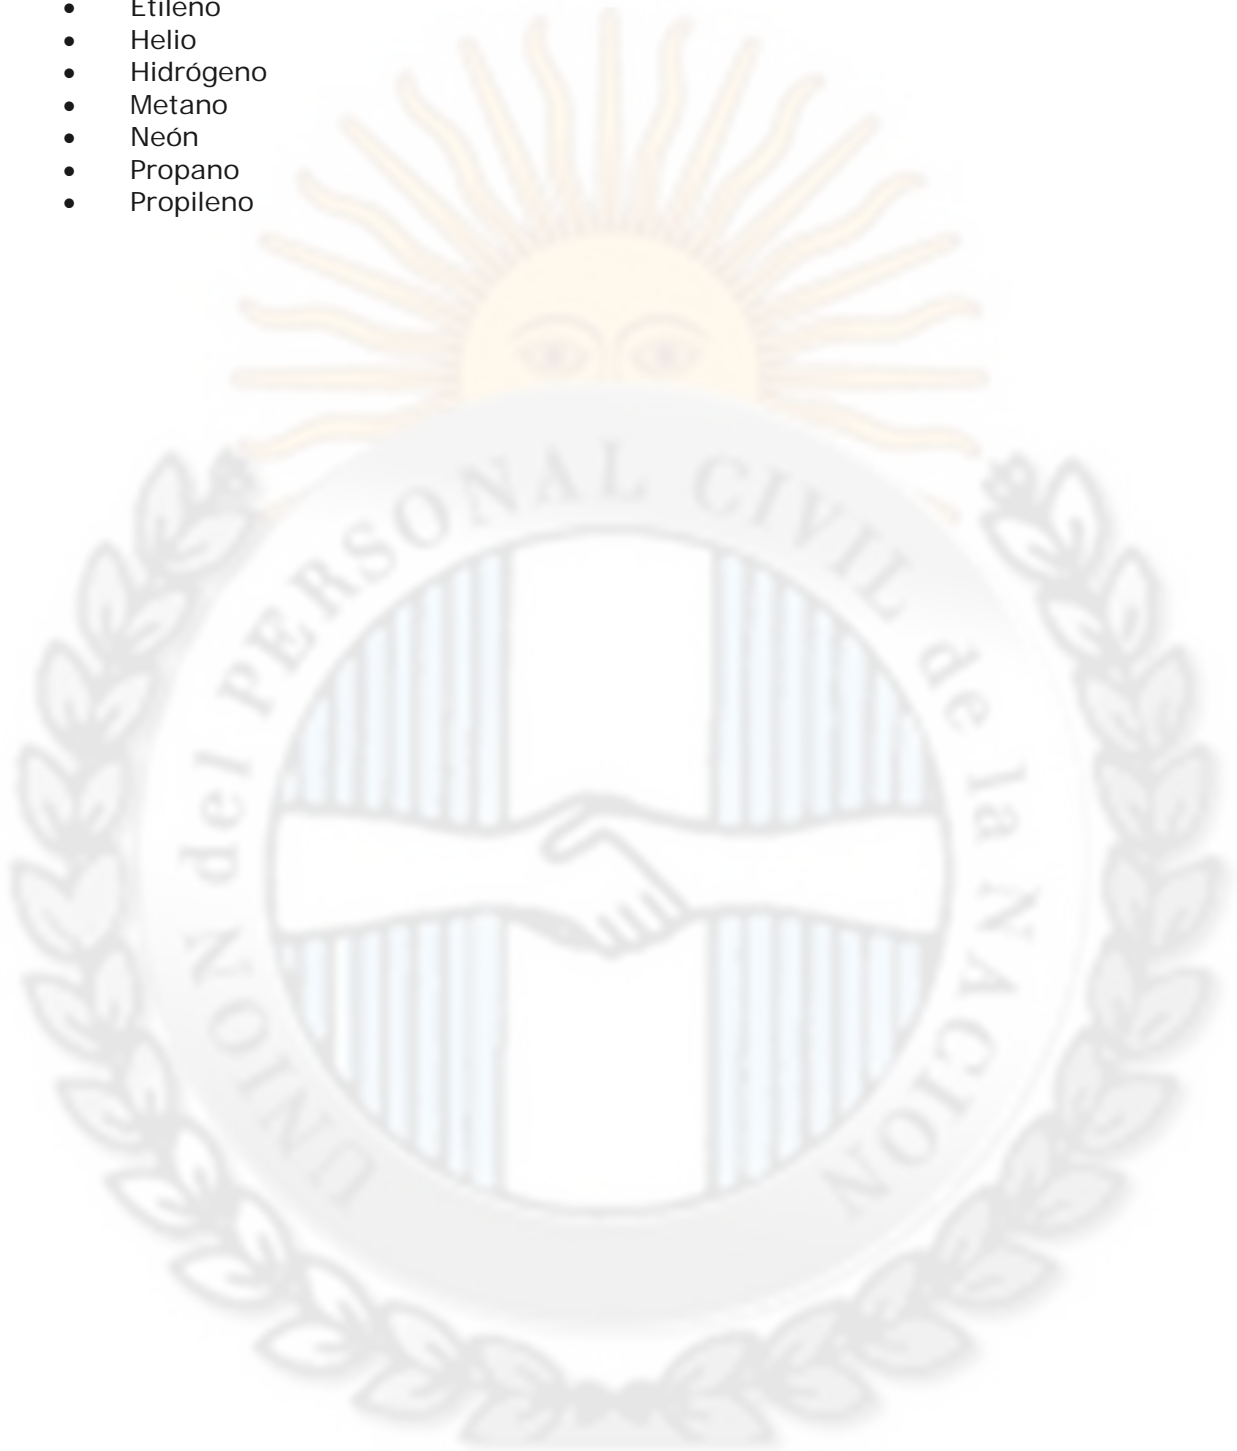 • Etileno
• Helio
• Hidrógeno
• Metano
• Neón
• Propano
• Propileno
UNION del PERSONAL CIVIL de la NACION